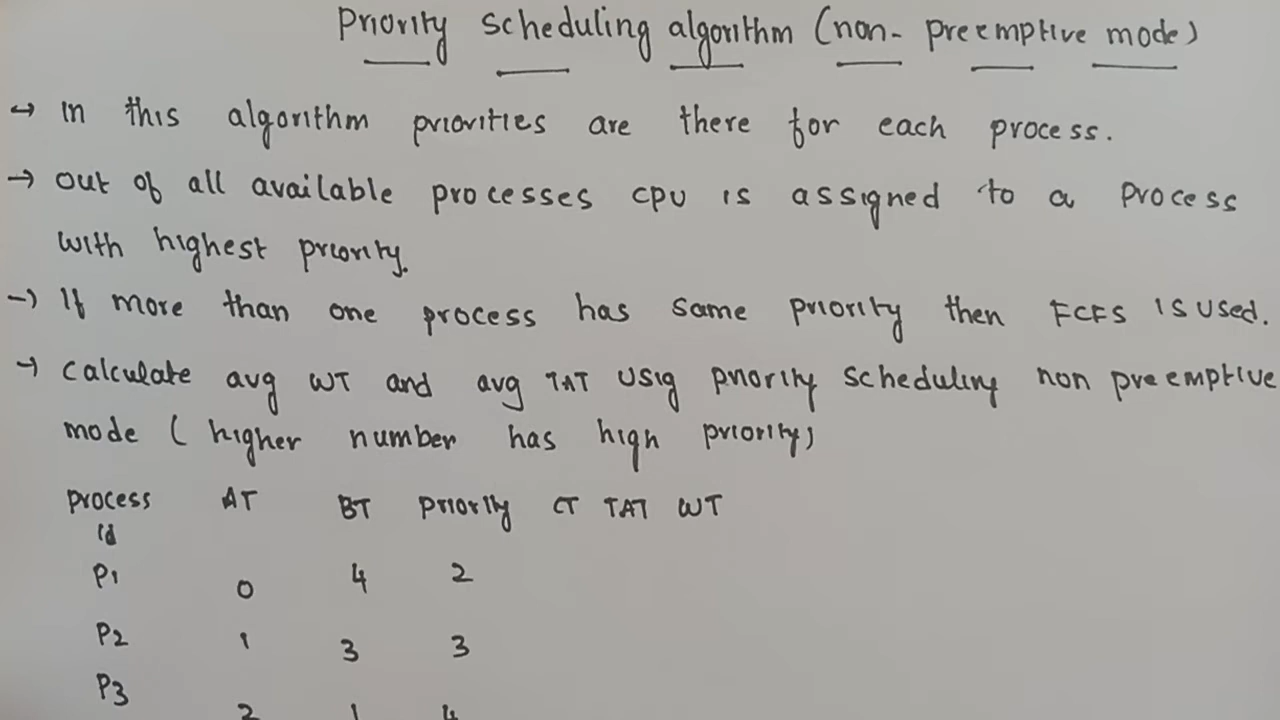 Priority scheduling algorithm (non- preemptive mode)
→ In this algorithm priorities are there for each process.
→ out of all available processes cpu is assigned to a process
with highest priority.
→ If more than one process has same priority then FCFS is used.
→ calculate avg WT and avg TAT usig priority scheduling non preemptive
mode ( higher number has high priority)
process AT BT priority CT TAT WT
id
P1 0 4 2
P2 1 3 3
P3 2 1 4